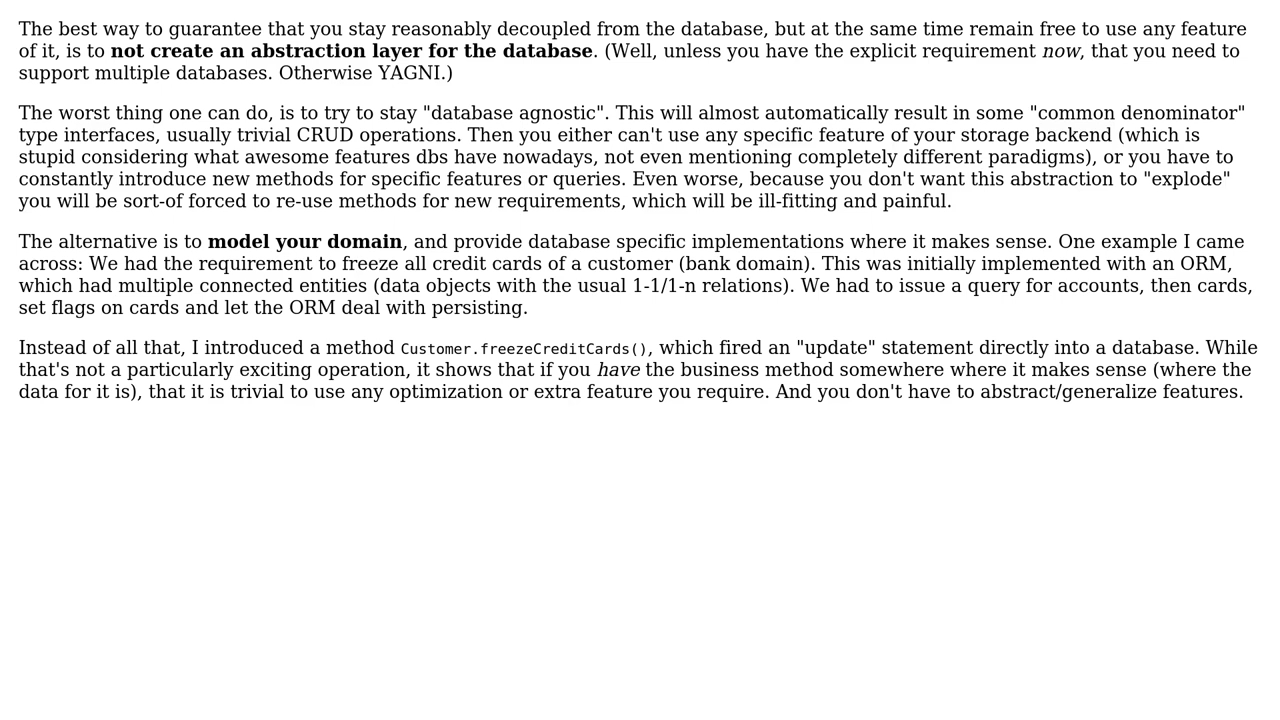 The best way to guarantee that you stay reasonably decoupled from the database, but at the same time remain free to use any feature
of it, is to not create an abstraction layer for the database. (Well, unless you have the explicit requirement now, that you need to
support multiple databases. Otherwise YAGNI.)
The worst thing one can do, is to try to stay "database agnostic". This will almost automatically result in some "common denominator"
type interfaces, usually trivial CRUD operations. Then you either can't use any specific feature of your storage backend (which is
stupid considering what awesome features dbs have nowadays, not even mentioning completely different paradigms), or you have to
constantly introduce new methods for specific features or queries. Even worse, because you don't want this abstraction to "explode"
you will be sort-of forced to re-use methods for new requirements, which will be ill-fitting and painful.
The alternative is to model your domain, and provide database specific implementations where it makes sense. One example I came
across: We had the requirement to freeze all credit cards of a customer (bank domain). This was initially implemented with an ORM,
which had multiple connected entities (data objects with the usual 1-1/1-n relations). We had to issue a query for accounts, then cards,
set flags on cards and let the ORM deal with persisting.
Instead of all that, I introduced a method Customer.freezeCreditCards(), which fired an "update" statement directly into a database. While
that's not a particularly exciting operation, it shows that if you have the business method somewhere where it makes sense (where the
data for it is), that it is trivial to use any optimization or extra feature you require. And you don't have to abstract/generalize features.